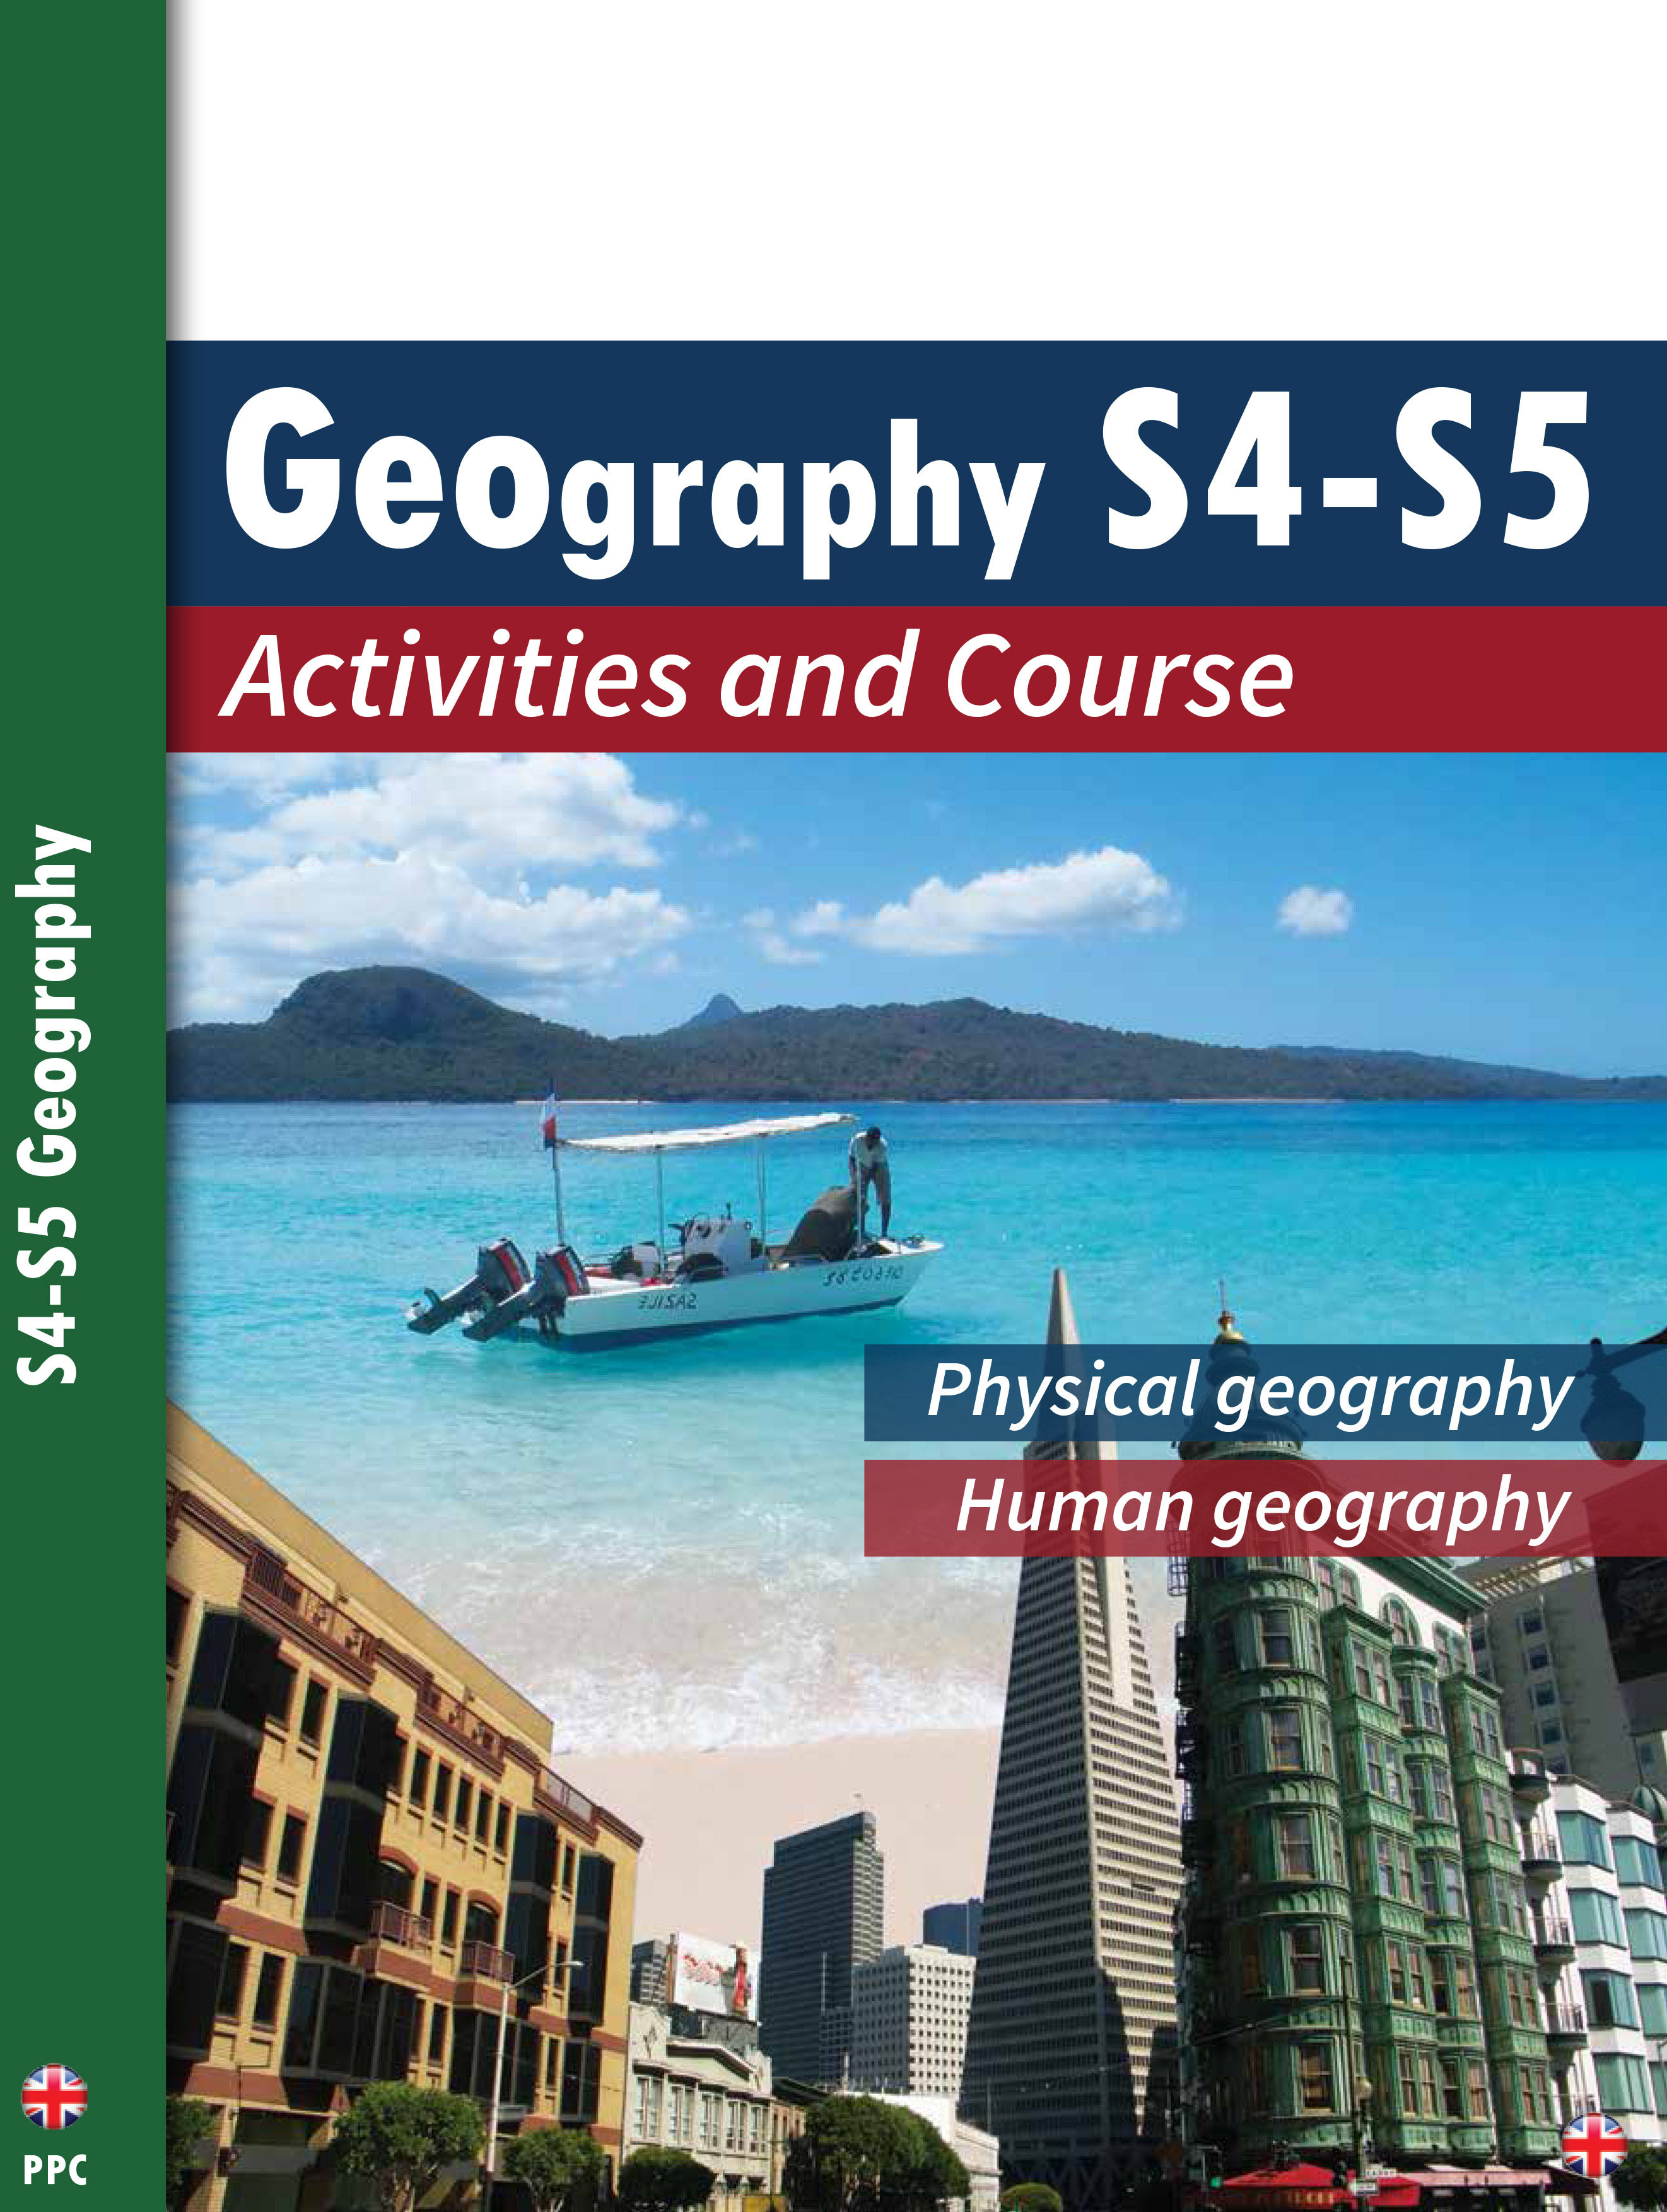 Geography S4-S5
Activities and Course
Physical geography
Human geography
S4-S5 Geography
PPC